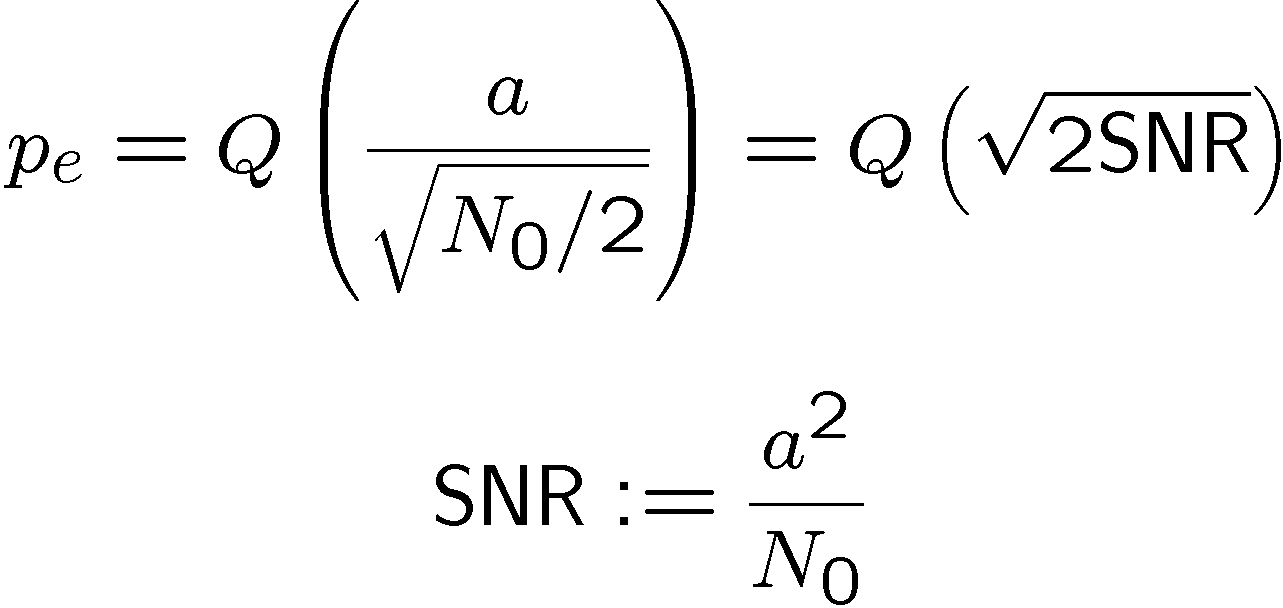 p_e = Q \left( \frac{a}{\sqrt{N_0/2}} \right) = Q \left( \sqrt{2\mathsf{SNR}} \right)
\mathsf{SNR} := \frac{a^2}{N_0}